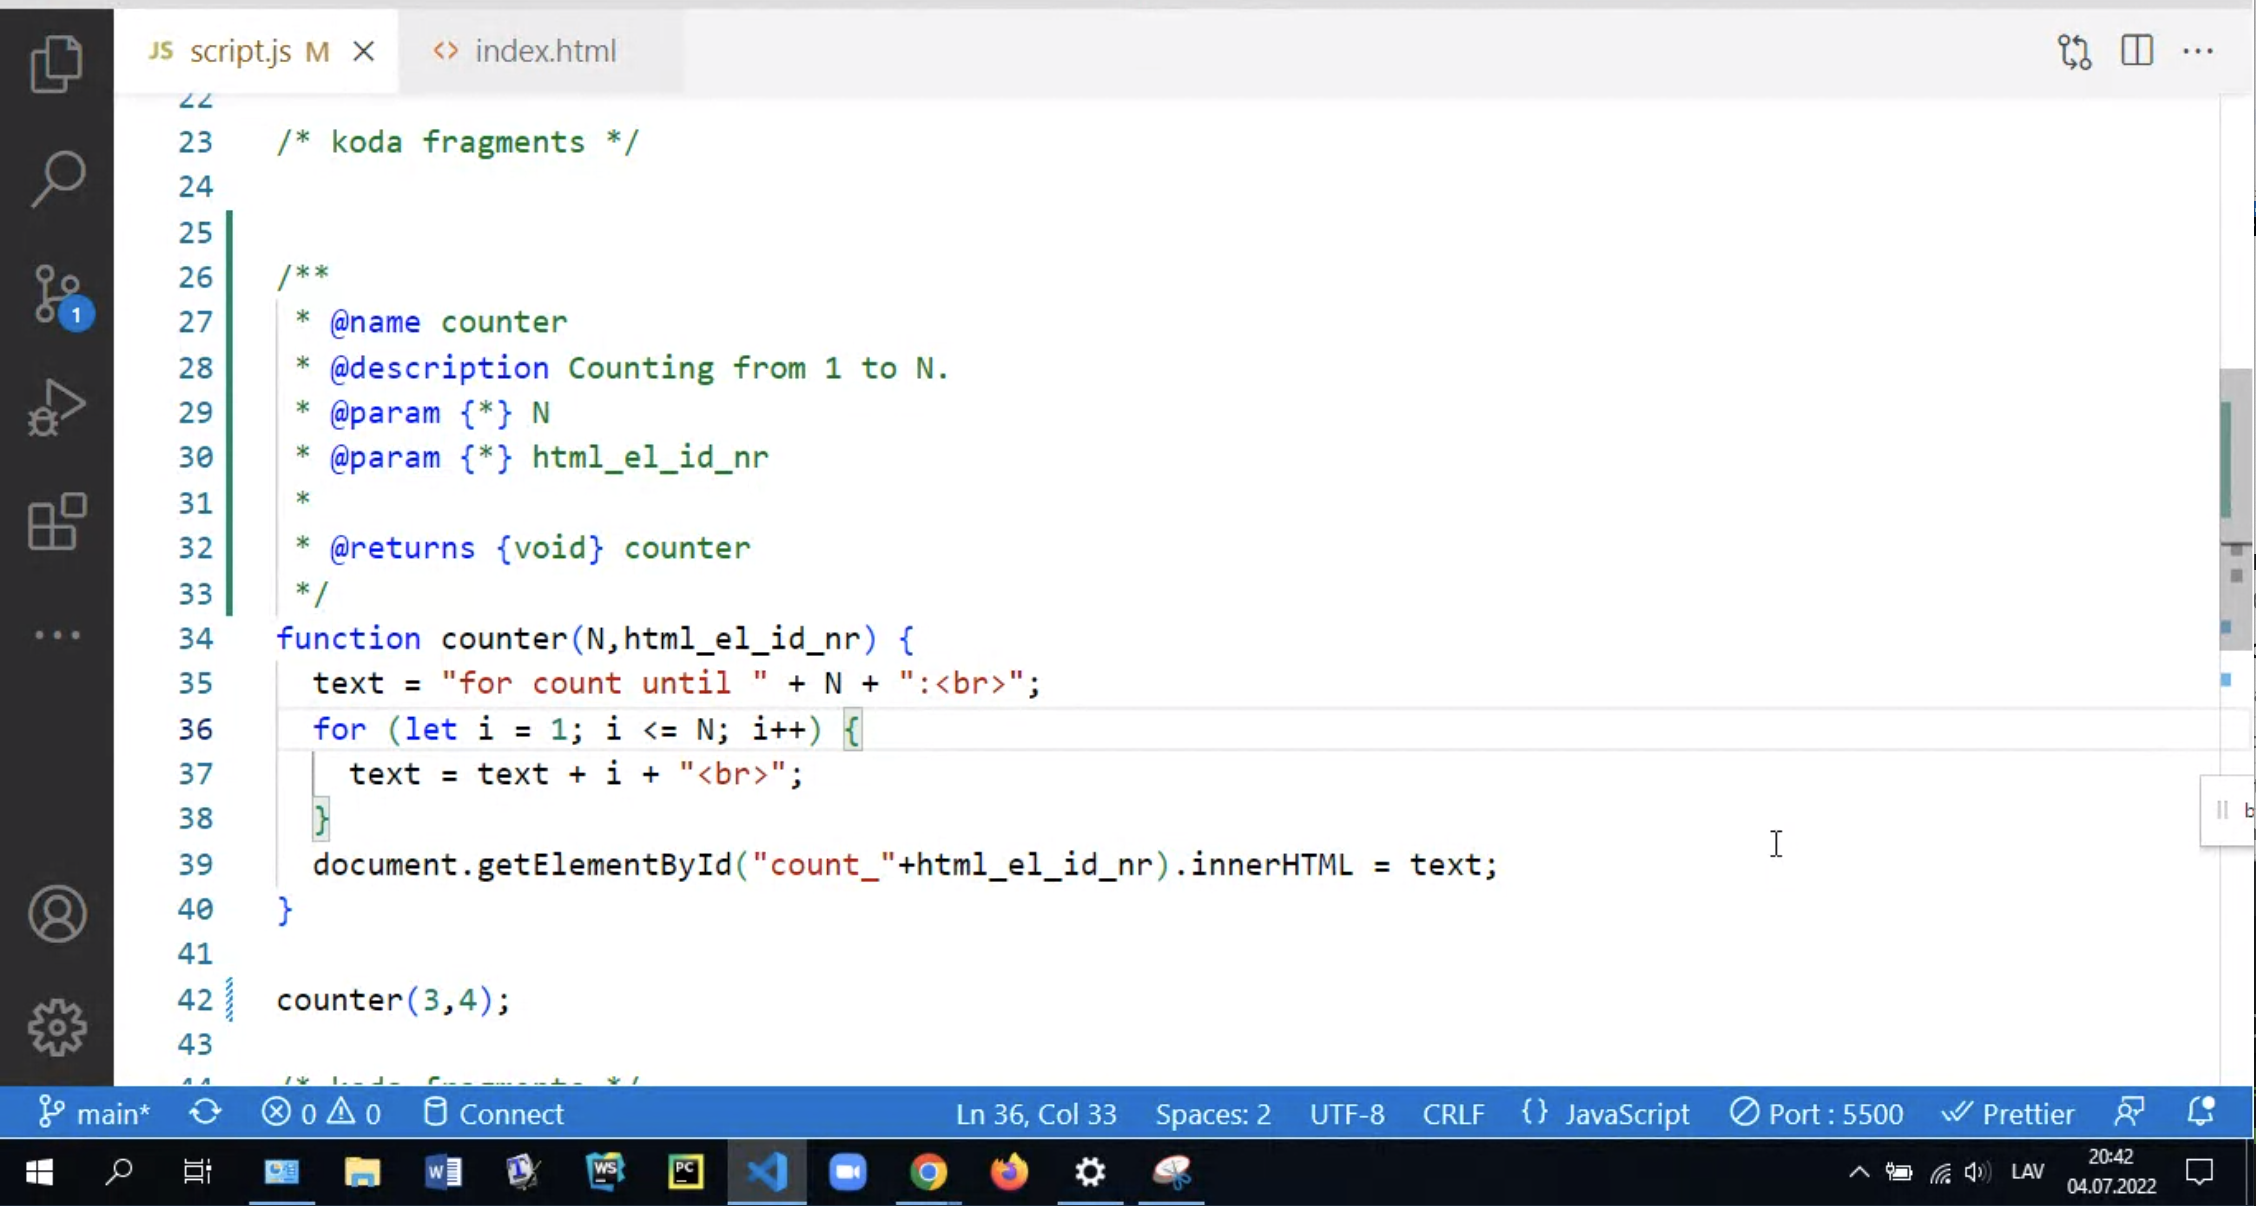 JS script.js M
<> index.html
22
23 /* koda fragments */
24
25
26 /**
27 * @name counter
28 * @description Counting from 1 to N.
29 * @param {*} N
30 * @param {*} html_el_id_nr
31 *
32 * @returns {void} counter
33 */
34 function counter(N,html_el_id_nr) {
35 text = "for count until " + N + ":<br>";
36 for (let i = 1; i <= N; i++) {
37 text = text + i + "<br>";
38 }
39 document.getElementById("count_"+html_el_id_nr).innerHTML = text;
40 }
41
42 counter(3,4);
43
44 /* koda fragments */
1
b
main* 0 0 Connect Ln 36, Col 33 Spaces: 2 UTF-8 CRLF {} JavaScript Port : 5500 Prettier
W WS PC LAV 20:42
04.07.2022